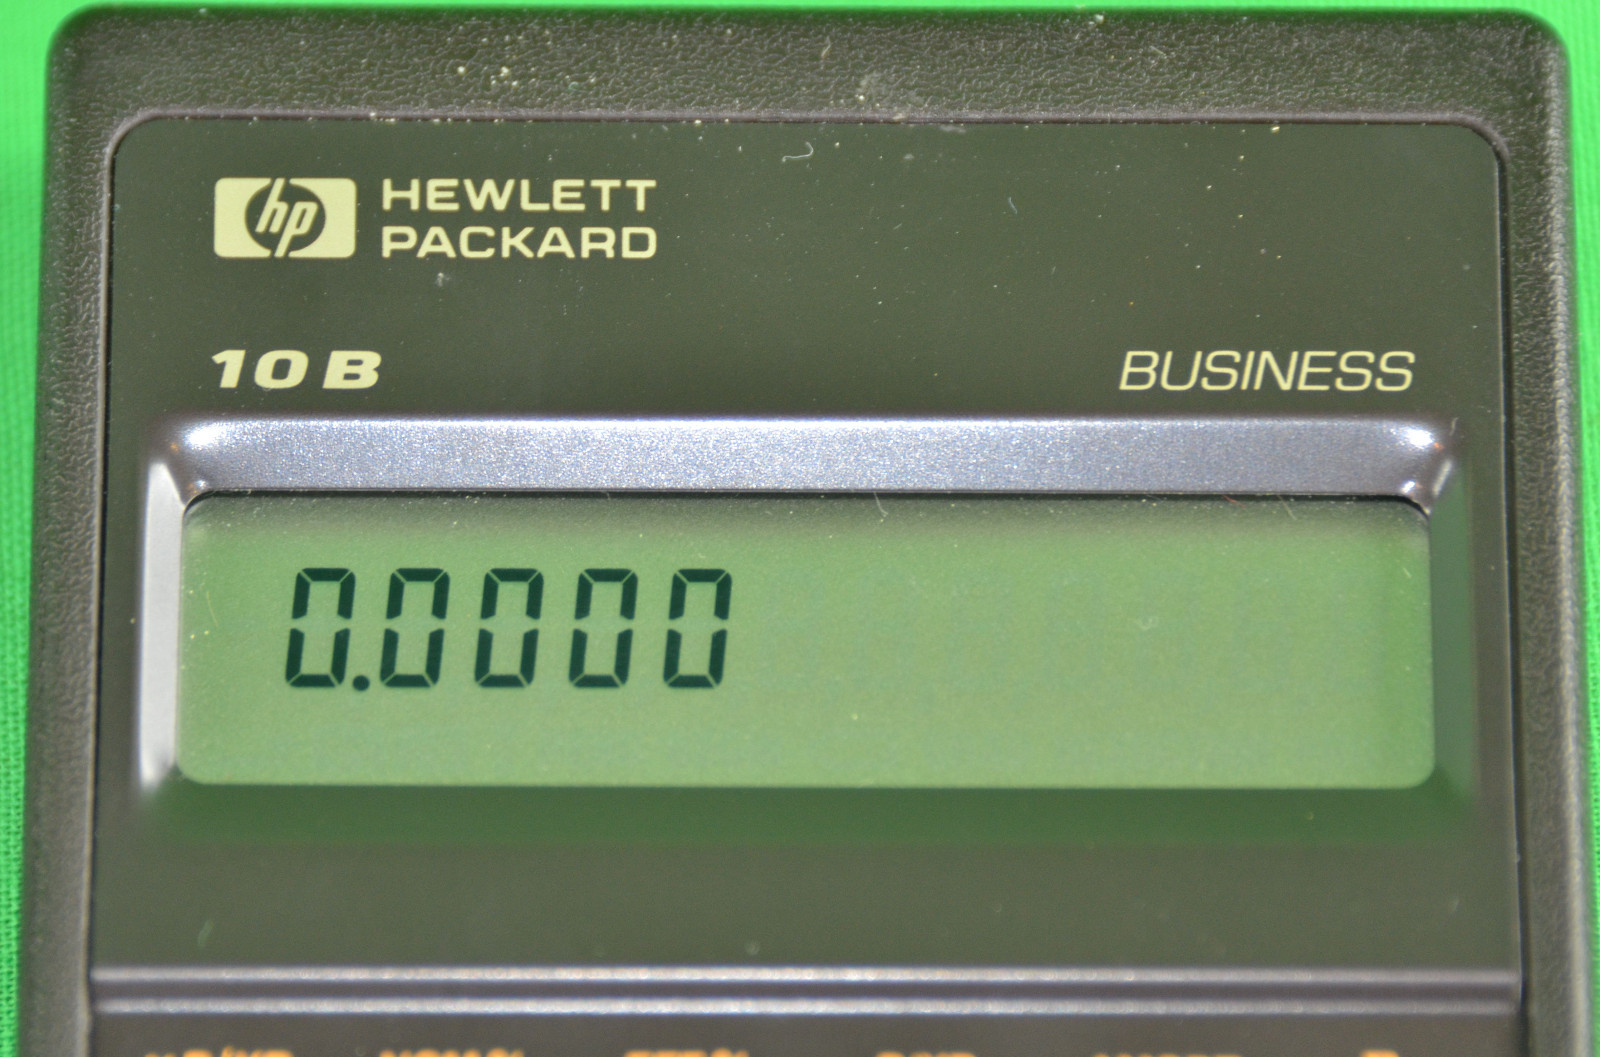 hp HEWLETT
PACKARD
10B BUSINESS
0.0000